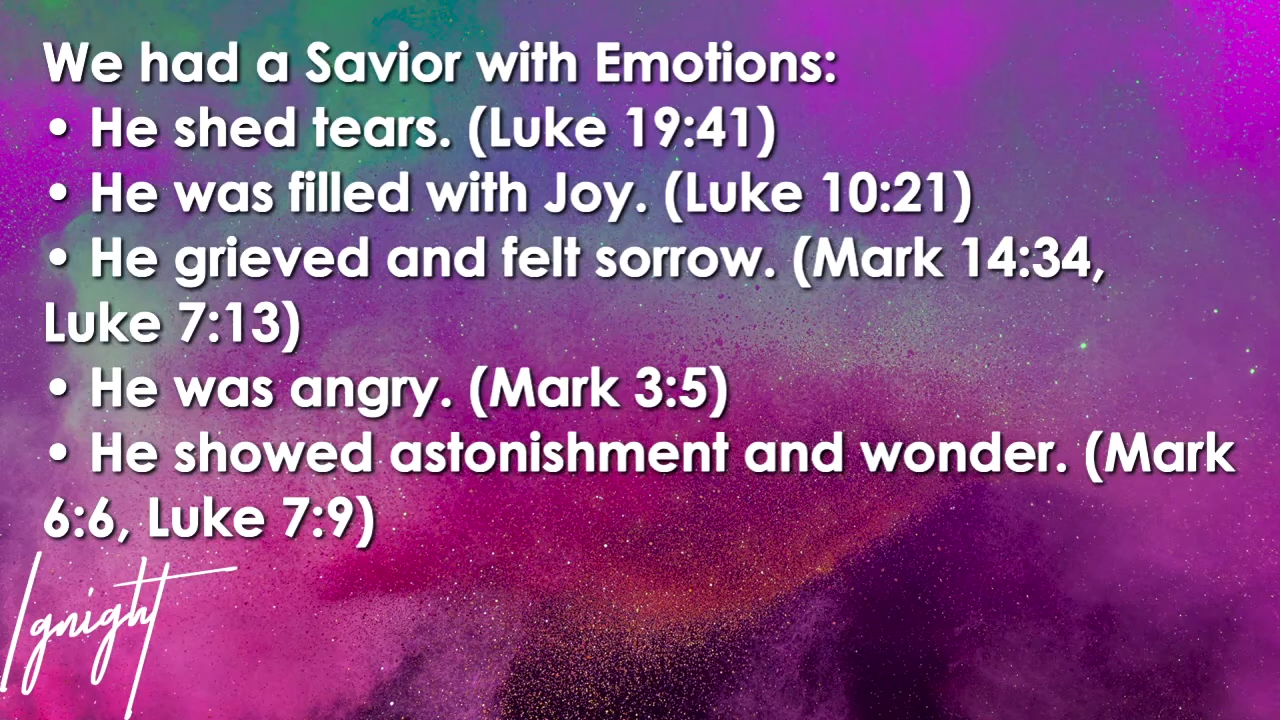 We had a Savior with Emotions:
• He shed tears. (Luke 19:41)
• He was filled with Joy. (Luke 10:21)
• He grieved and felt sorrow. (Mark 14:34,
Luke 7:13)
• He was angry. (Mark 3:5)
• He showed astonishment and wonder. (Mark
6:6, Luke 7:9)
Ignight